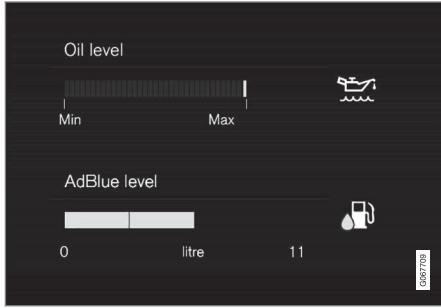 Oil level
Min Max
AdBlue level
0 litre 11
G067709